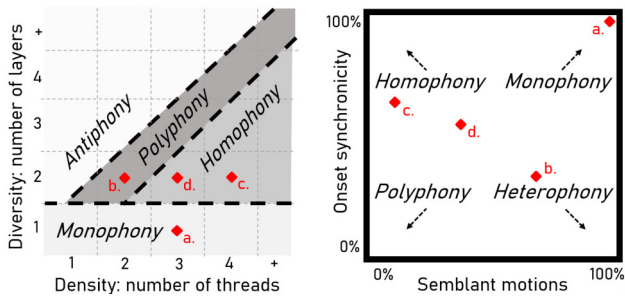 Diversity: number of layers
+
4
3
2
1
Antiphony
Polyphony
Homophony
Monophony
b.
d.
c.
a.
1 2 3 4 +
Density: number of threads
Onset synchronicity
100%
0%
a.
Homophony Monophony
c.
d.
b.
Polyphony Heterophony
0% 100%
Semblant motions